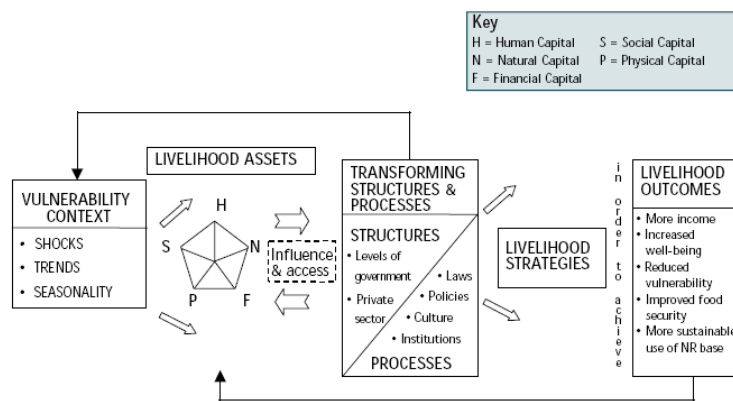 Key
H = Human Capital S = Social Capital
N = Natural Capital P = Physical Capital
F = Financial Capital
LIVELIHOOD ASSETS
VULNERABILITY
CONTEXT
• SHOCKS
• TRENDS
• SEASONALITY
H
S
N
P
F
Influence
& access
TRANSFORMING
STRUCTURES &
PROCESSES
STRUCTURES
• Levels of
government
• Private
sector
• Laws
• Policies
• Culture
• Institutions
PROCESSES
LIVELIHOOD
STRATEGIES
in order to achieve
LIVELIHOOD
OUTCOMES
• More income
• Increased
well-being
• Reduced
vulnerability
• Improved food
security
• More sustainable
use of NR base